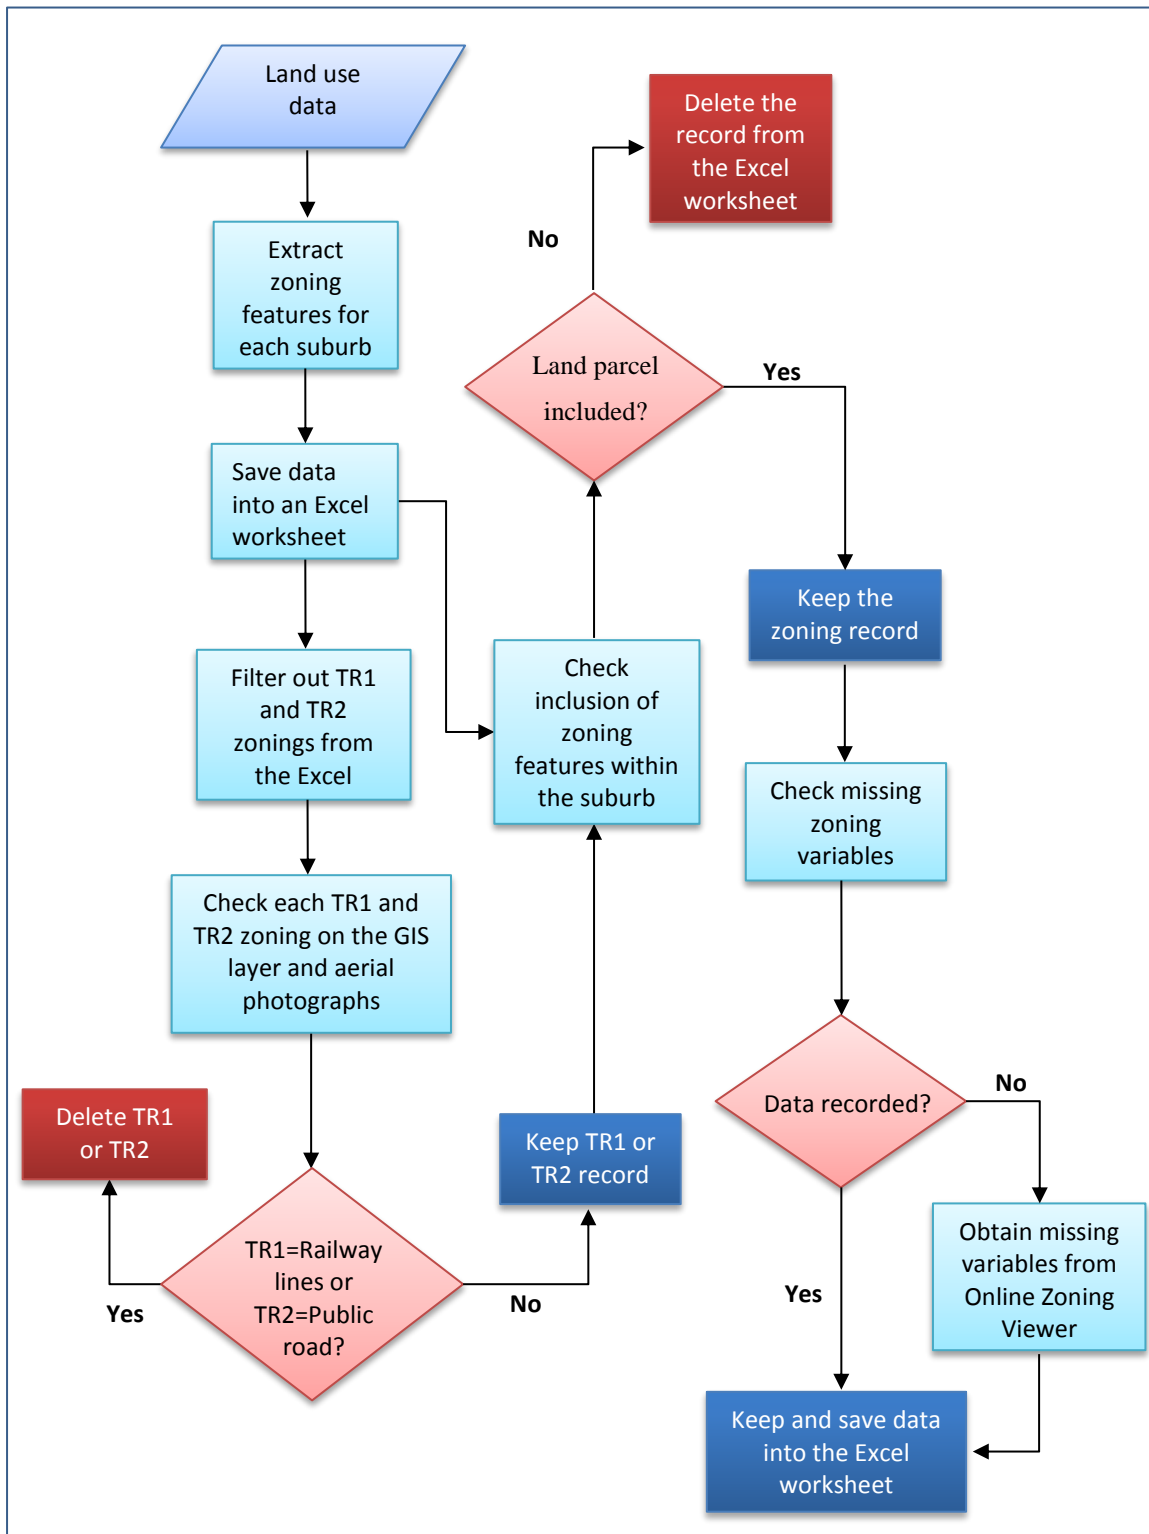 Land use
data
Extract
zoning
features for
each suburb
Save data
into an Excel
worksheet
Filter out TR1
and TR2
zonings from
the Excel
Check each TR1 and
TR2 zoning on the GIS
layer and aerial
photographs
Delete TR1
or TR2
TR1=Railway
lines or
TR2=Public
road?
Yes
No
Keep TR1 or
TR2 record
Check
inclusion of
zoning
features within
the suburb
Land parcel
included?
No
Delete the
record from
the Excel
worksheet
Yes
Keep the
zoning record
Check missing
zoning
variables
Data recorded?
No
Obtain missing
variables from
Online Zoning
Viewer
Yes
Keep and save data
into the Excel
worksheet